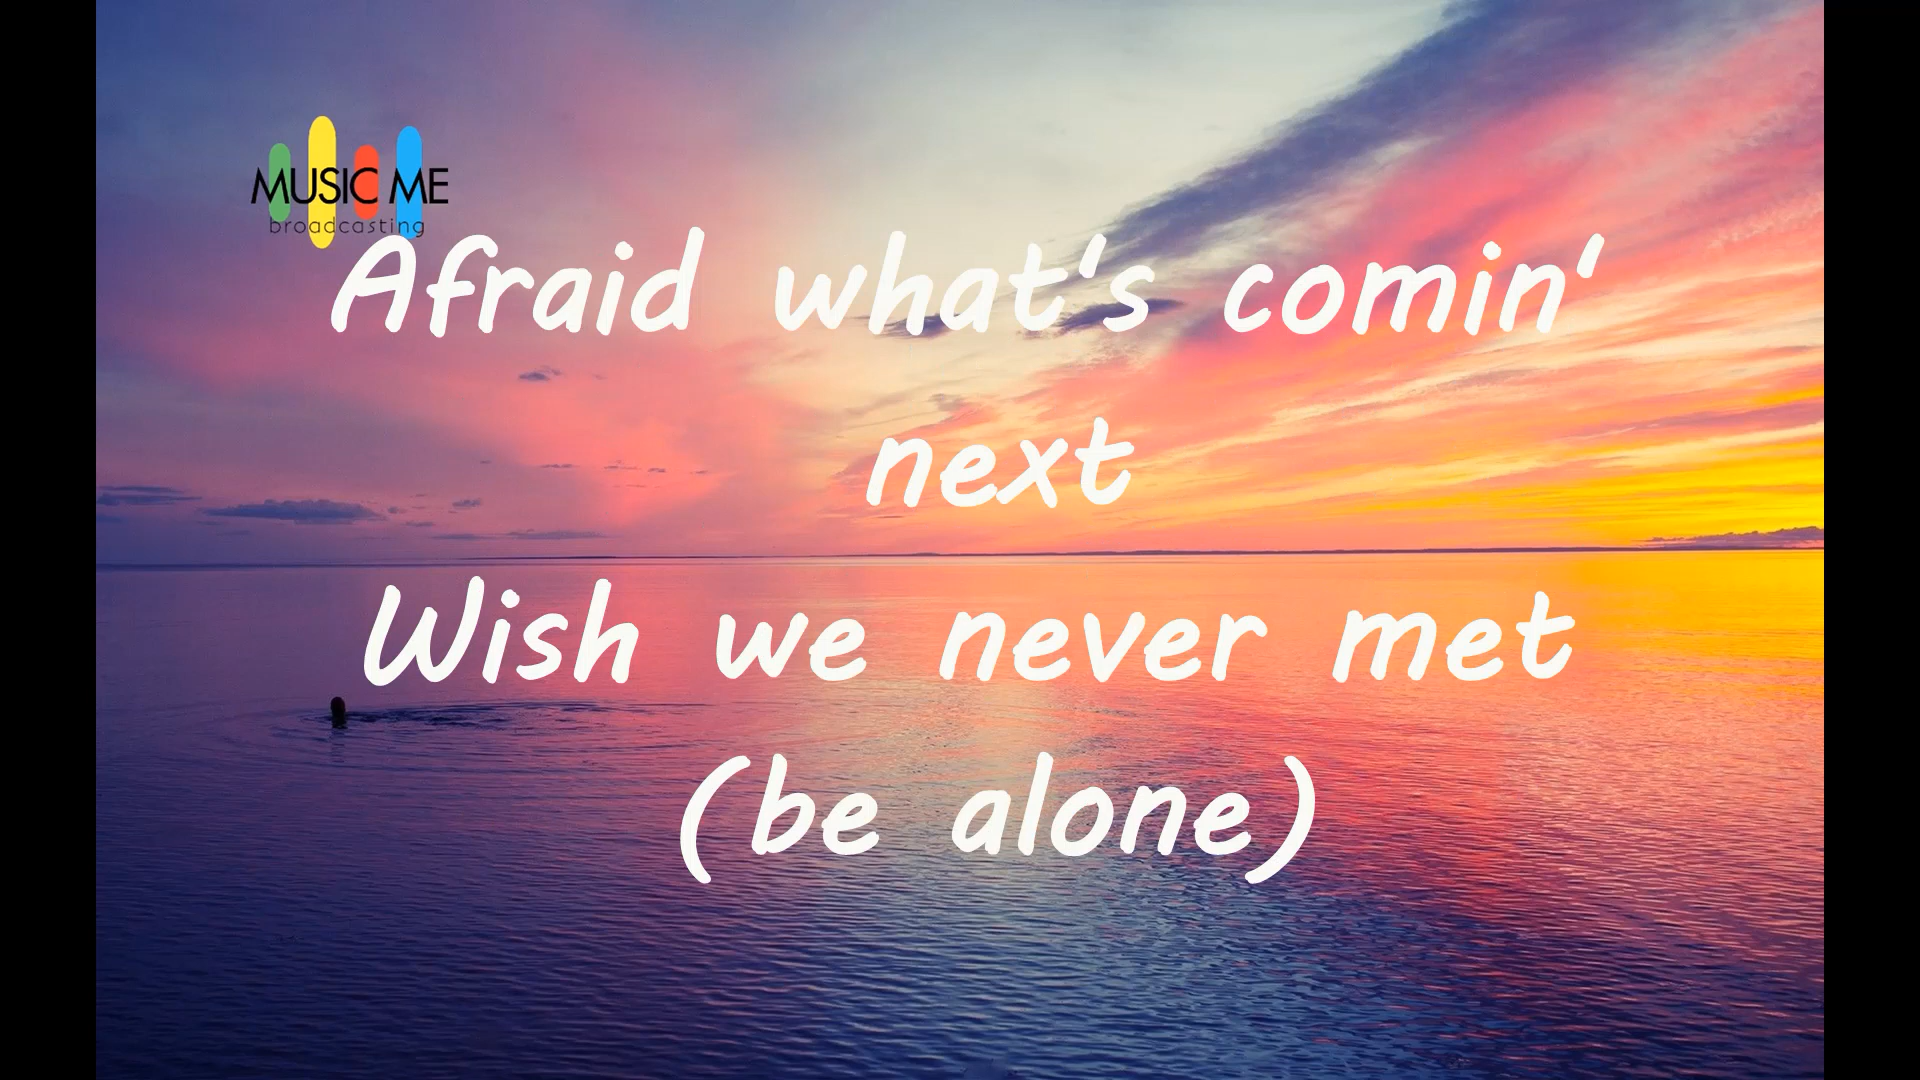 MUSIC ME
broadcasting
Afraid what's comin'
next
Wish we never met
(be alone)